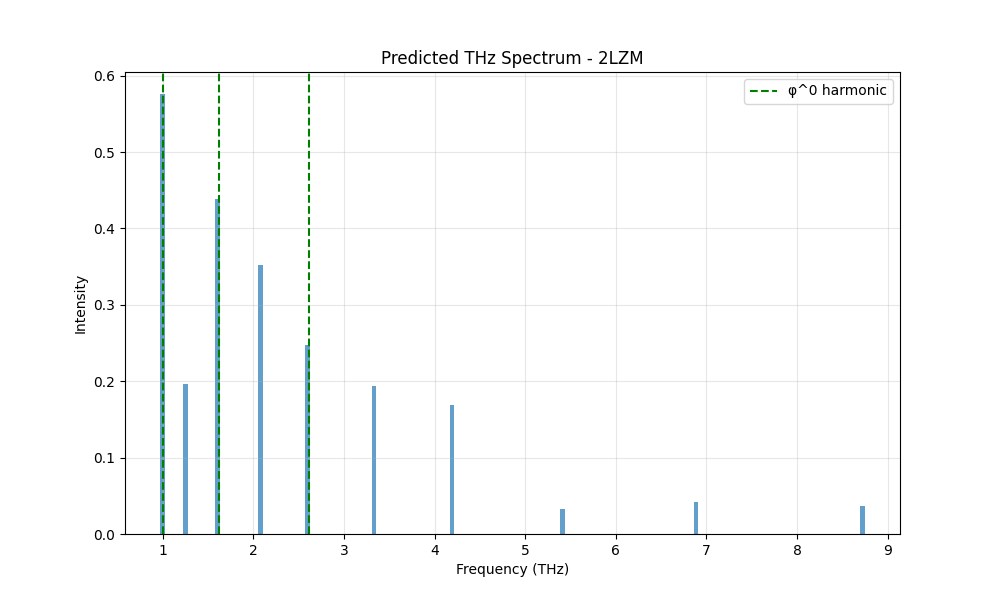 Predicted THz Spectrum - 2LZM
φ^0 harmonic
Intensity
0.6
0.5
0.4
0.3
0.2
0.1
0.0
1 2 3 4 5 6 7 8 9
Frequency (THz)